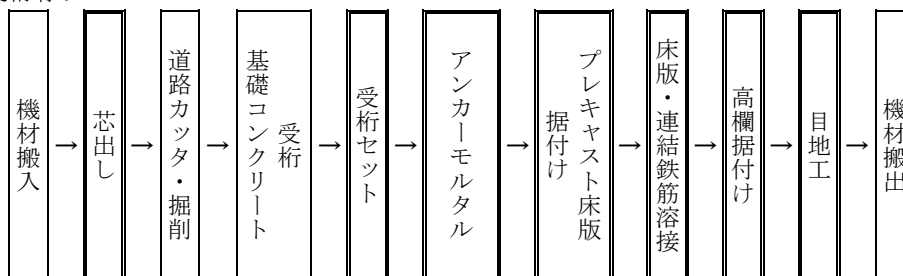 機材搬入
→
芯出し
→
道路カッタ・掘削
→
受桁
基礎コンクリート
→
受桁セット
→
アンカーモルタル
→
プレキャスト床版
据付け
→
床版・連結鉄筋溶接
→
高欄据付け
→
目地工
→
機材搬出